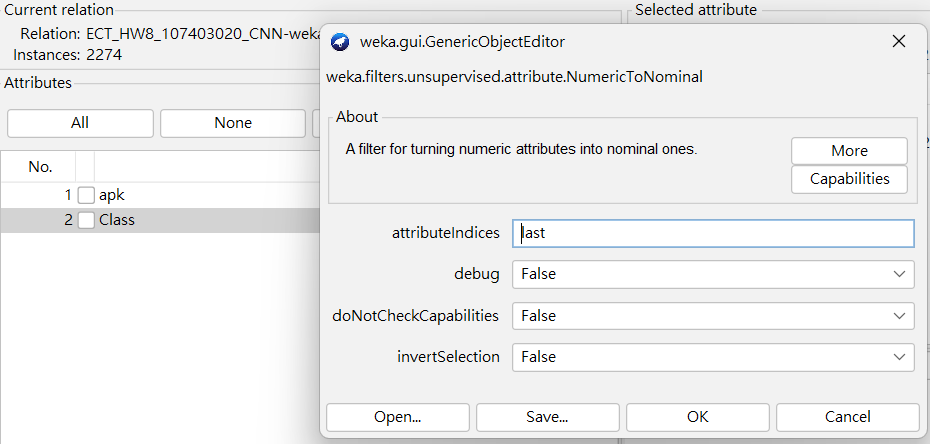 Current relation
Relation: ECT_HW8_107403020_CNN-weka
Instances: 2274
Attributes
All
None
No.
1 apk
2 Class
Selected attribute
weka.gui.GenericObjectEditor
weka.filters.unsupervised.attribute.NumericToNominal
About
A filter for turning numeric attributes into nominal ones.
More
Capabilities
attributeIndices last
debug False
doNotCheckCapabilities False
invertSelection False
Open... Save... OK Cancel